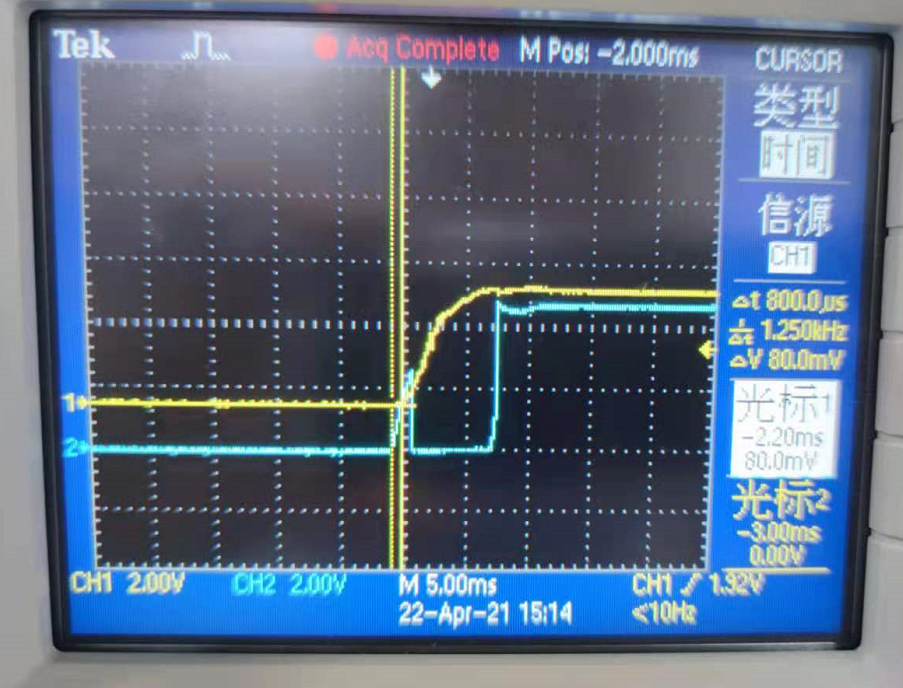 Tek Acq Complete M Pos: -2.000ms
CURSOR
类型
时间
信源
CH1
Δt 800.0μs
1/Δt 1.250kHz
ΔV 80.0mV
光标1
-2.20ms
80.0mV
光标2
-3.00ms
0.00V
1
2
CH1 2.00V CH2 2.00V M 5.00ms CH1 1.92V
22-Apr-21 15:14 <10Hz